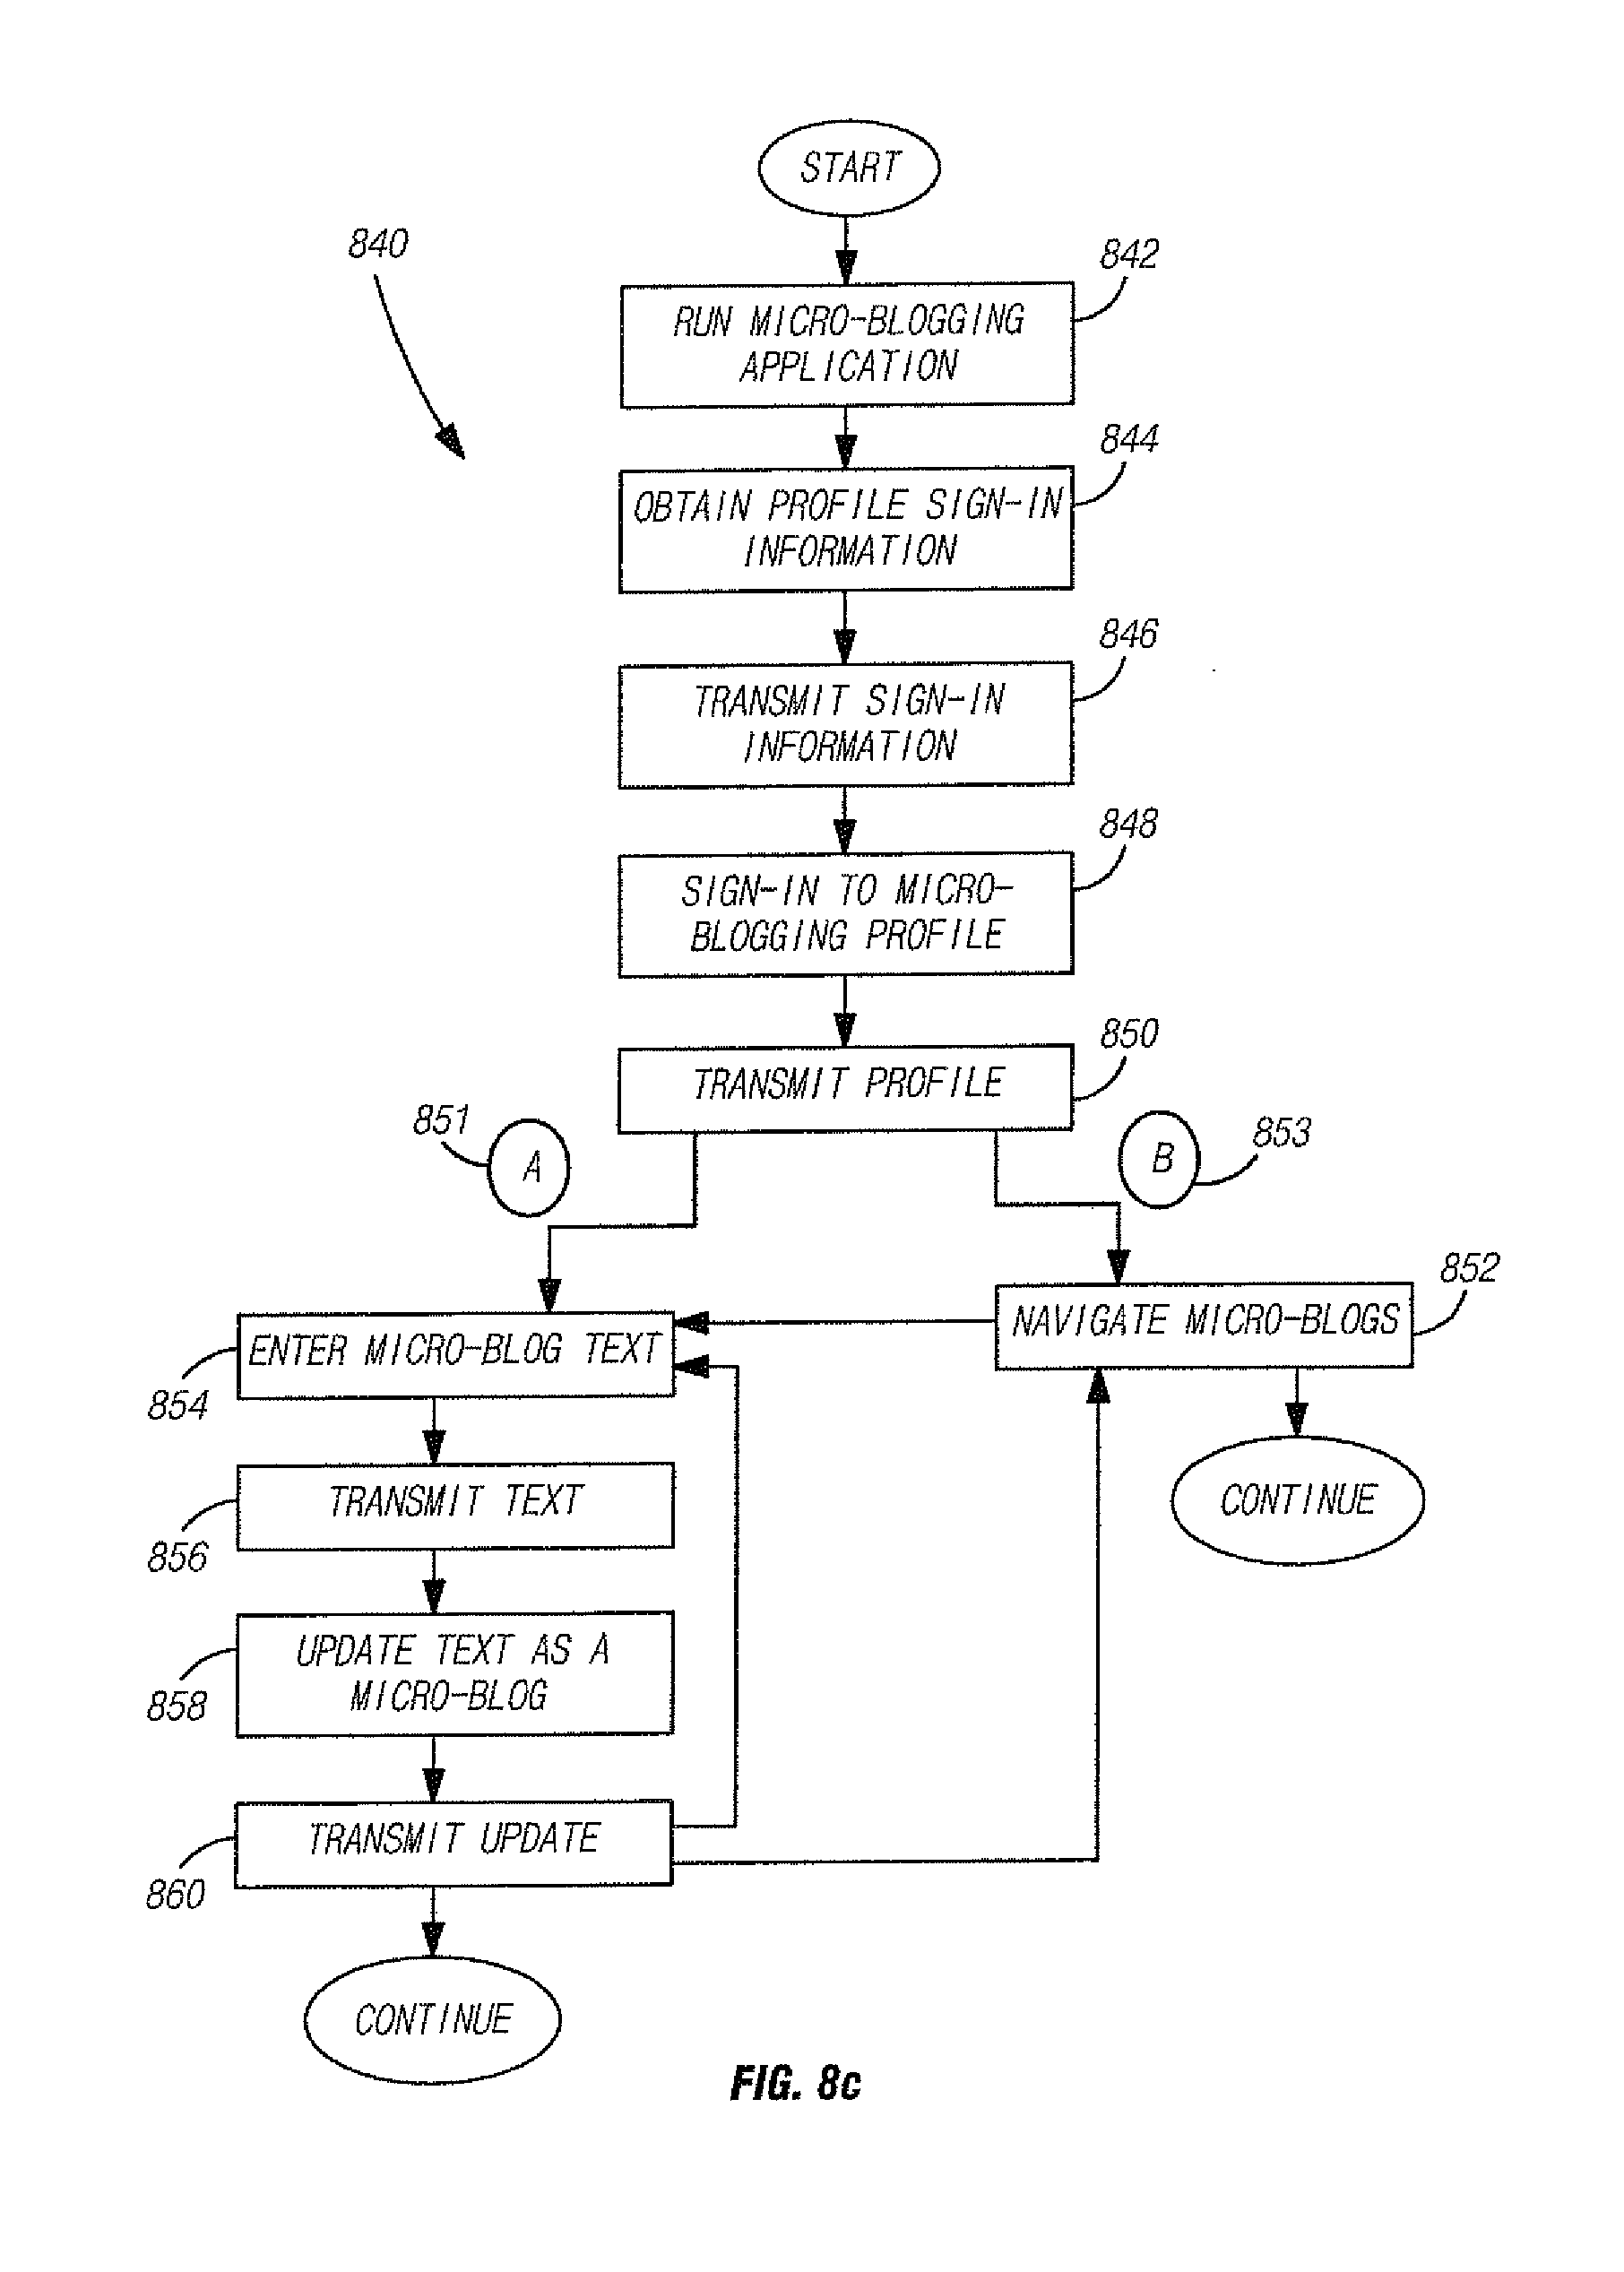 START
840
842
RUN MICRO-BLOGGING
APPLICATION
844
OBTAIN PROFILE SIGN-IN
INFORMATION
846
TRANSMIT SIGN-IN
INFORMATION
848
SIGN-IN TO MICRO-
BLOGGING PROFILE
850
TRANSMIT PROFILE
851
A
B
853
852
NAVIGATE MICRO-BLOGS
ENTER MICRO-BLOG TEXT
854
TRANSMIT TEXT
CONTINUE
856
UPDATE TEXT AS A
MICRO-BLOG
858
TRANSMIT UPDATE
860
CONTINUE
FIG. 8c